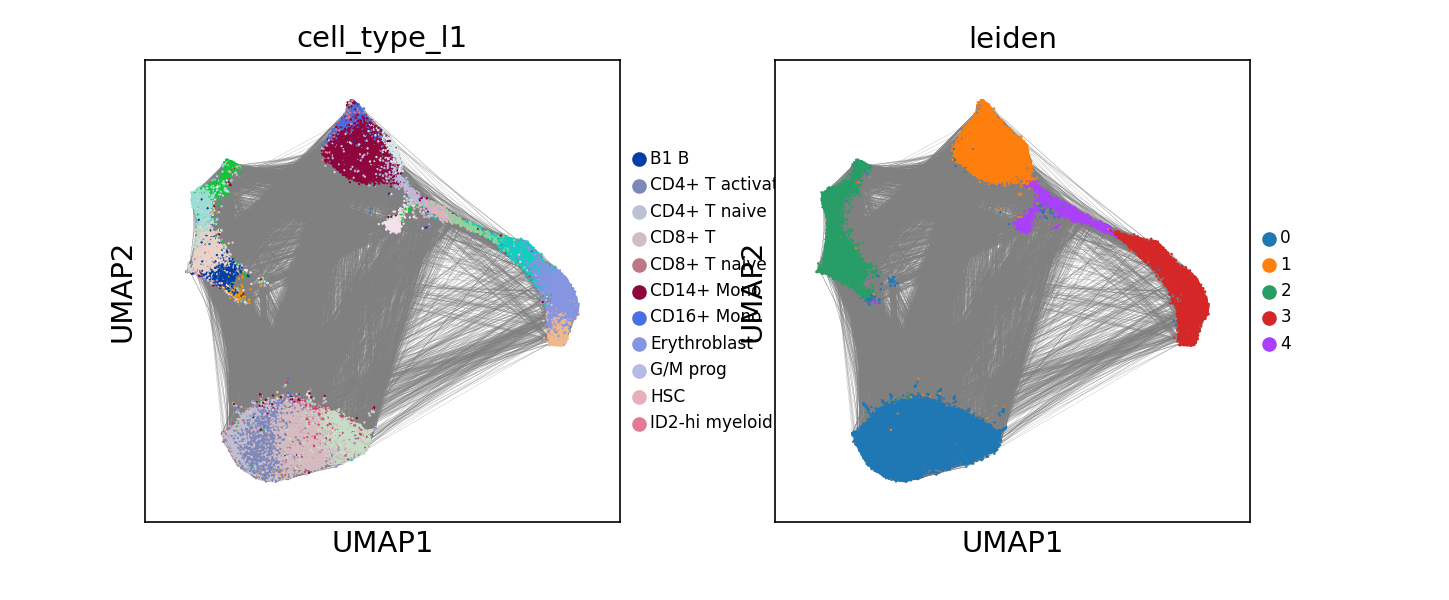 cell_type_l1
leiden
UMAP2
UMAP1
B1 B
CD4+ T activat
CD4+ T naive
CD8+ T
CD8+ T naive
CD14+ Mono
CD16+ Mono
Erythroblast
G/M prog
HSC
ID2-hi myeloid
UMAP2
UMAP1
0
1
2
3
4